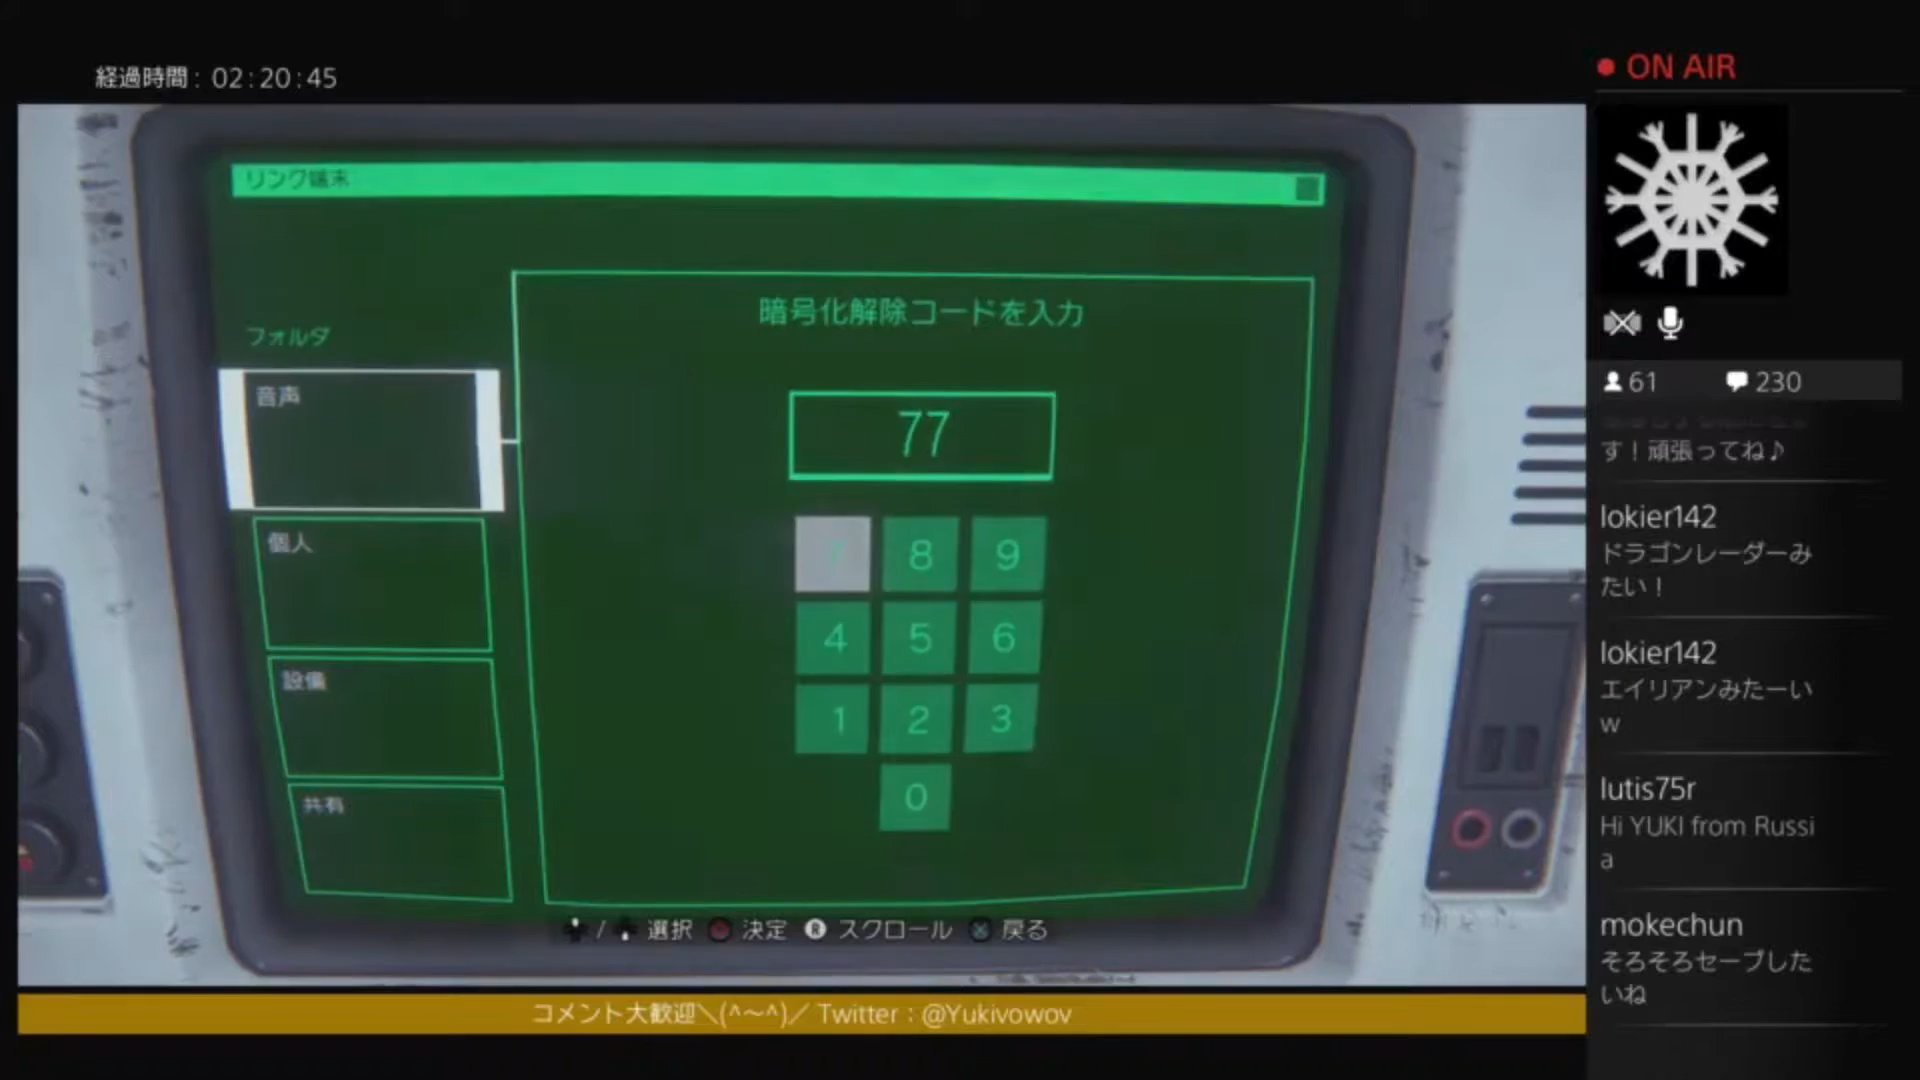 経過時間: 02:20:45
ON AIR
リンク端末
フォルダ
音声
個人
設備
共有
暗号化解除コードを入力
77
7 8 9
4 5 6
1 2 3
0
/ 選択 決定 R スクロール 戻る
コメント大歓迎＼(^～^)／ Twitter：@Yukivowov
61 230
す！頑張ってね♪
lokier142
ドラゴンレーダーみ
たい！
lokier142
エイリアンみたーい
w
lutis75r
Hi YUKI from Russi
a
mokechun
そろそろセーブした
いね